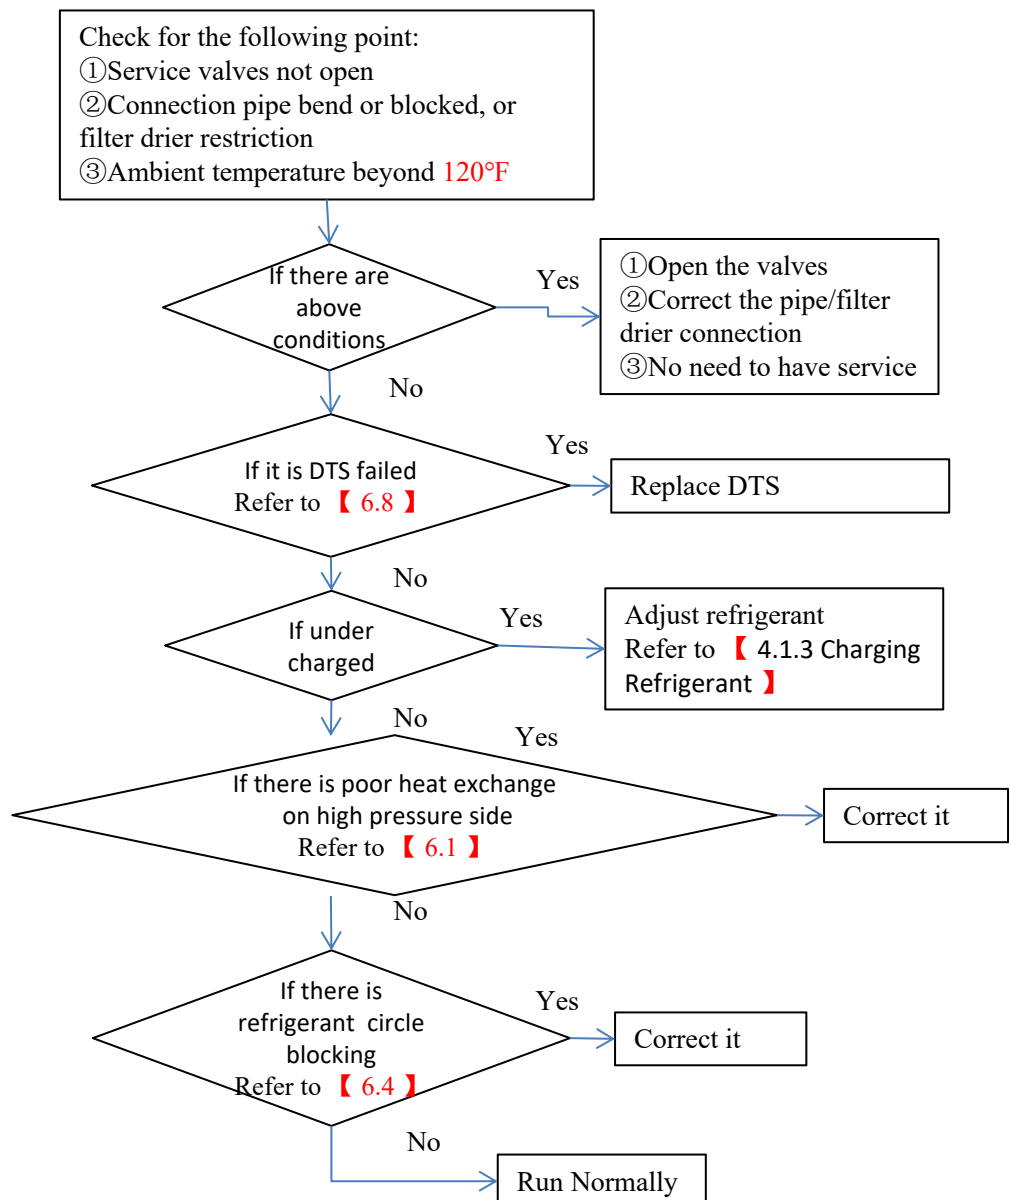 Check for the following point:
①Service valves not open
②Connection pipe bend or blocked, or
filter drier restriction
③Ambient temperature beyond 120°F
If there are
above
conditions
Yes
①Open the valves
②Correct the pipe/filter
drier connection
③No need to have service
No
If it is DTS failed
Refer to 【 6.8 】
Yes
Replace DTS
No
If under
charged
Yes
Adjust refrigerant
Refer to 【 4.1.3 Charging
Refrigerant 】
No
Yes
If there is poor heat exchange
on high pressure side
Refer to 【 6.1 】
Correct it
No
If there is
refrigerant circle
blocking
Refer to 【 6.4 】
Yes
Correct it
No
Run Normally